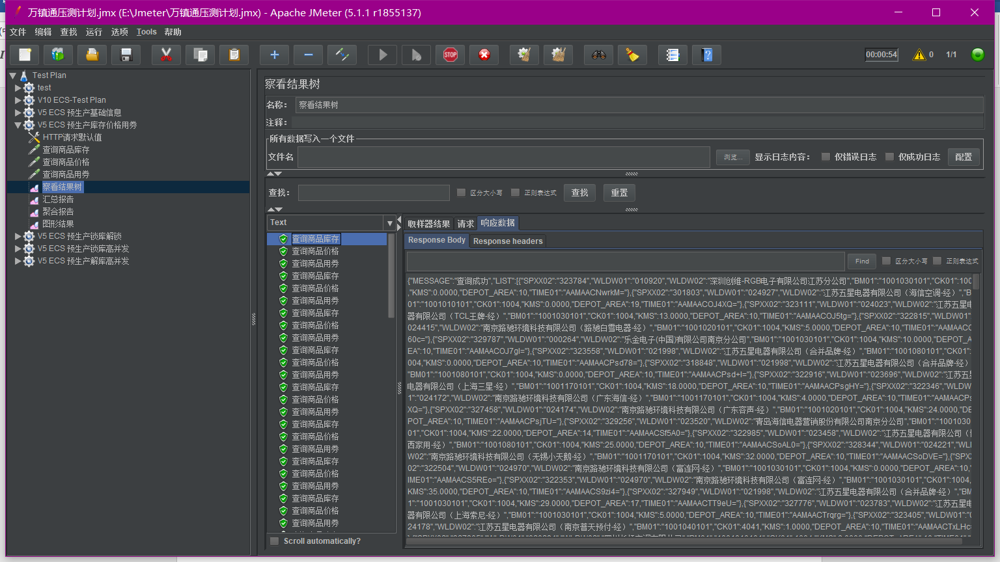 万镇通压测计划.jmx (E:\Jmeter\万镇通压测计划.jmx) - Apache JMeter (5.1.1 r1855137)
文件 编辑 查找 运行 选项 Tools 帮助
STOP
00:00:54
0
1/1
Test Plan
test
V10 ECS-Test Plan
V5 ECS 预生产基础信息
V5 ECS 预生产库存价格用券
HTTP请求默认值
查询商品库存
查询商品价格
查询商品用券
察看结果树
汇总报告
聚合报告
图形结果
V5 ECS 预生产锁库解锁
V5 ECS 预生产锁库高并发
V5 ECS 预生产解库高并发
察看结果树
名称： 察看结果树
注释：
所有数据写入一个文件
文件名 浏览... 显示日志内容： 仅错误日志 仅成功日志 配置
查找： 区分大小写 正则表达式 查找 重置
Text
查询商品库存
查询商品价格
查询商品用券
查询商品库存
查询商品价格
查询商品用券
查询商品库存
查询商品价格
查询商品用券
查询商品库存
查询商品价格
查询商品用券
查询商品库存
查询商品价格
查询商品用券
查询商品库存
查询商品价格
查询商品用券
查询商品库存
查询商品价格
查询商品用券
查询商品库存
查询商品价格
查询商品用券
Scroll automatically?
取样器结果 请求 响应数据
Response Body Response headers
Find 区分大小写 正则表达式
{"MESSAGE":"查询成功","LIST":[{"SPXX02":"323784","WLDW01":"010920","WLDW02":"深圳创维-RGB电子有限公司江苏分公司","BM01":"1001030101","CK01":100
,"KMS":0.0000,"DEPOT_AREA":10,"TIME01":"AAMAACNwrkM="},{"SPXX02":"301803","WLDW01":"024927","WLDW02":"江苏五星电器有限公司（海信空调-经）","B
01":"1001010101","CK01":1004,"KMS":0.0000,"DEPOT_AREA":19,"TIME01":"AAMAACOJ4XQ="},{"SPXX02":"323111","WLDW01":"024023","WLDW02":"江苏五星电
器有限公司（TCL王牌-经）","BM01":"1001030101","CK01":1004,"KMS":13.0000,"DEPOT_AREA":10,"TIME01":"AAMAACOJ5tg="},{"SPXX02":"322815","WLDW01":"
024415","WLDW02":"南京路驰环境科技有限公司（路驰白雪电器-经）","BM01":"1001020101","CK01":1004,"KMS":5.0000,"DEPOT_AREA":10,"TIME01":"AAMAACO
60c="},{"SPXX02":"329787","WLDW01":"000264","WLDW02":"乐金电子(中国)有限公司南京分公司","BM01":"1001030101","CK01":1004,"KMS":10.0000,"DEPOT_A
EA":10,"TIME01":"AAMAACOJ7gI="},{"SPXX02":"323558","WLDW01":"021998","WLDW02":"江苏五星电器有限公司（合并品牌-经）","BM01":"1001080101","CK01":
004,"KMS":0.0000,"DEPOT_AREA":10,"TIME01":"AAMAACPsd78="},{"SPXX02":"318848","WLDW01":"021998","WLDW02":"江苏五星电器有限公司（合并品牌-经）
"BM01":"1001080101","CK01":1004,"KMS":0.0000,"DEPOT_AREA":10,"TIME01":"AAMAACPsd+I="},{"SPXX02":"322916","WLDW01":"023696","WLDW02":"江苏五星
电器有限公司（上海三星-经）","BM01":"1001170101","CK01":1004,"KMS":18.0000,"DEPOT_AREA":10,"TIME01":"AAMAACPsgHY="},{"SPXX02":"322346","WLDW
1":"024172","WLDW02":"南京路驰环境科技有限公司（广东海信-经）","BM01":"1001170101","CK01":1004,"KMS":4.0000,"DEPOT_AREA":10,"TIME01":"AAMAACPs
XQ="},{"SPXX02":"327458","WLDW01":"024174","WLDW02":"南京路驰环境科技有限公司（广东容声-经）","BM01":"1001020101","CK01":1004,"KMS":24.0000,"DE
POT_AREA":10,"TIME01":"AAMAACPsjTU="},{"SPXX02":"329256","WLDW01":"023520","WLDW02":"青岛海信电器营销股份有限公司南京分公司","BM01":"1001030
01","CK01":1004,"KMS":22.0000,"DEPOT_AREA":14,"TIME01":"AAMAACSf5A0="},{"SPXX02":"322985","WLDW01":"023458","WLDW02":"江苏五星电器有限公司（
西家用-经）","BM01":"1001080101","CK01":1004,"KMS":25.0000,"DEPOT_AREA":10,"TIME01":"AAMAACSoAL0="},{"SPXX02":"328344","WLDW01":"024221","WL
W02":"南京路驰环境科技有限公司（无锡小天鹅-经）","BM01":"1001170101","CK01":1004,"KMS":32.0000,"DEPOT_AREA":10,"TIME01":"AAMAACSoDVE="},{"SPX
02":"322504","WLDW01":"024970","WLDW02":"南京路驰环境科技有限公司（富连网-经）","BM01":"1001030101","CK01":1004,"KMS":0.0000,"DEPOT_AREA":10,
IME01":"AAMAACS5REo="},{"SPXX02":"322353","WLDW01":"024970","WLDW02":"南京路驰环境科技有限公司（富连网-经）","BM01":"1001030101","CK01":1004,
KMS":35.0000,"DEPOT_AREA":10,"TIME01":"AAMAACS9zi4="},{"SPXX02":"327949","WLDW01":"021998","WLDW02":"江苏五星电器有限公司（合并品牌-经）","BM
1":"1001030101","CK01":1004,"KMS":29.0000,"DEPOT_AREA":17,"TIME01":"AAMAACTT9eU="},{"SPXX02":"327776","WLDW01":"023783","WLDW02":"江苏五星电
器有限公司（上海索尼-经）","BM01":"1001030101","CK01":1004,"KMS":5.0000,"DEPOT_AREA":10,"TIME01":"AAMAACTrqrg="},{"SPXX02":"323405","WLDW01":
24178","WLDW02":"江苏五星电器有限公司（南京普天预付-经）","BM01":"1001040101","CK01":4041,"KMS":1.0000,"DEPOT_AREA":10,"TIME01":"AAMAACTxLHc=